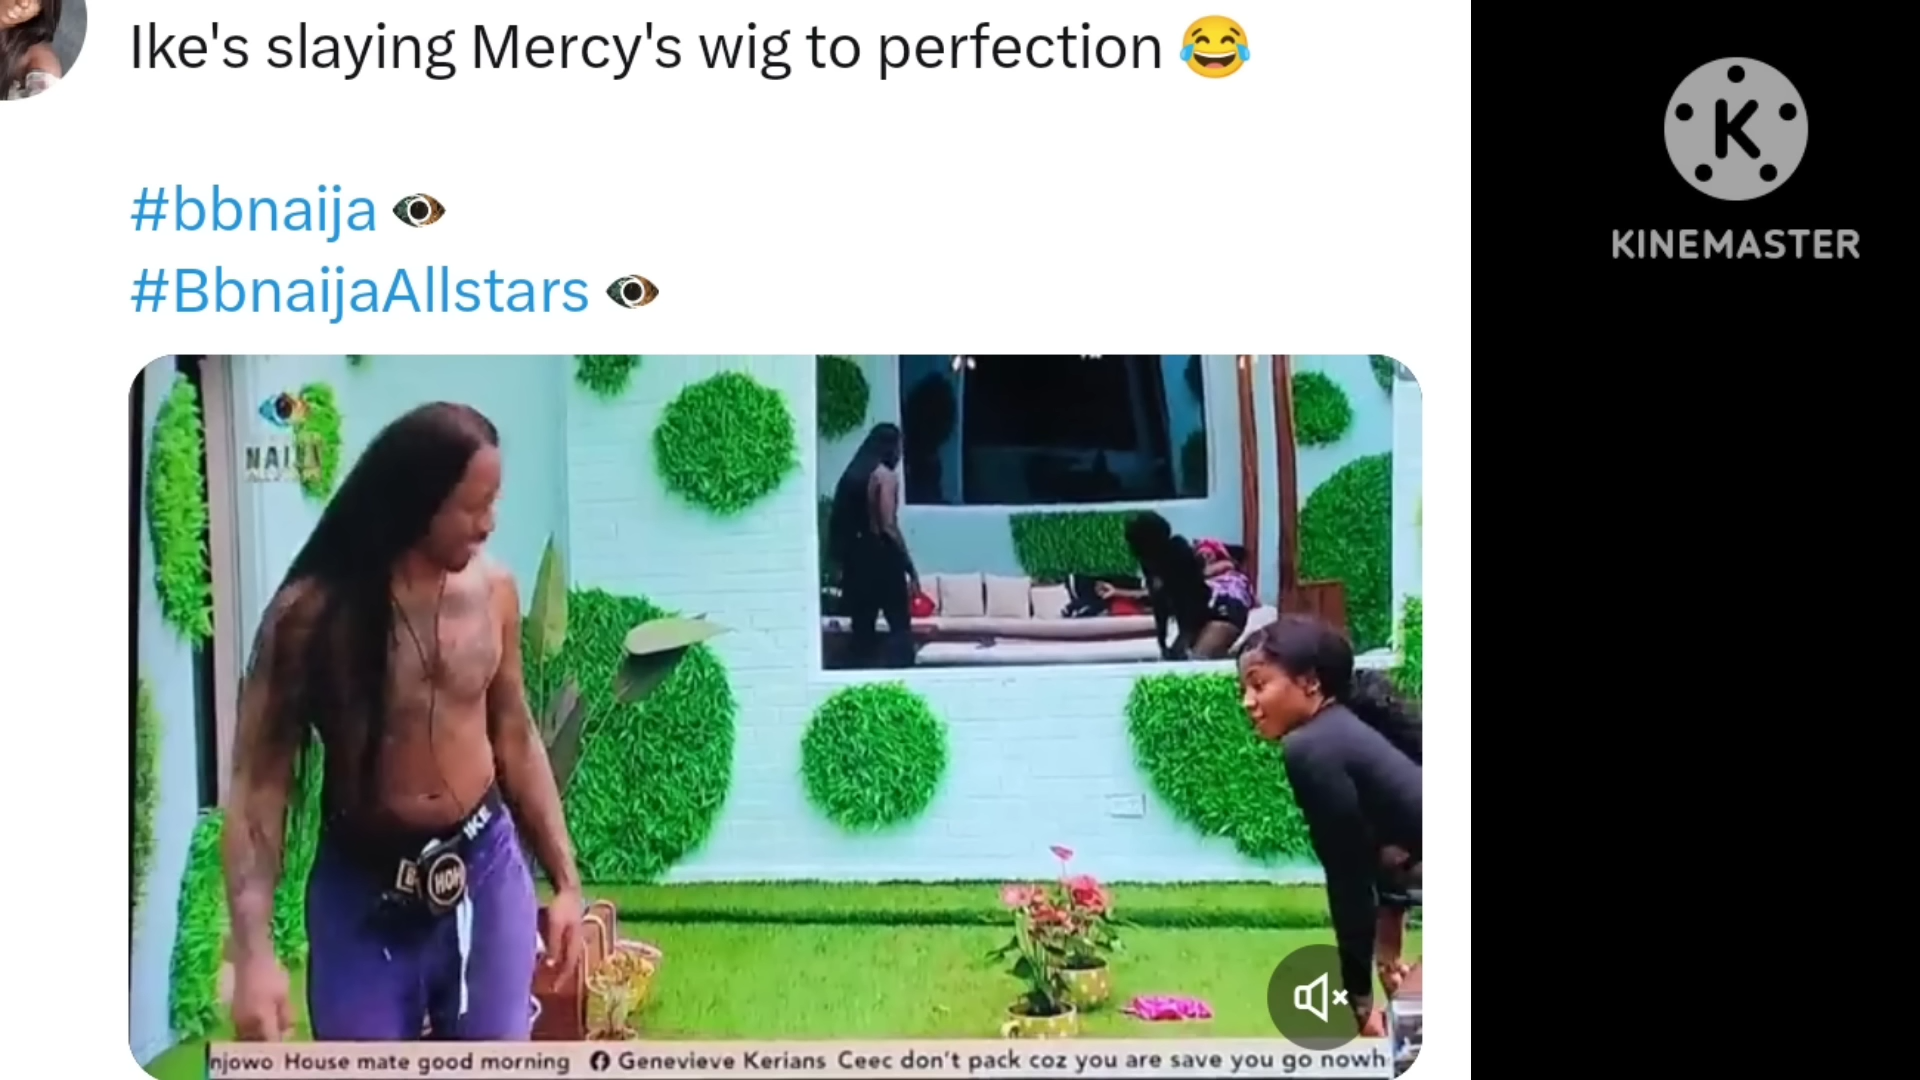 Ike's slaying Mercy's wig to perfection 😂
#bbnaija
#BbnaijaAllstars
K
KINEMASTER
NAIJA
IKE
HOH
njowo House mate good morning Genevieve Kerians Ceec don't pack coz you are save you go nowh